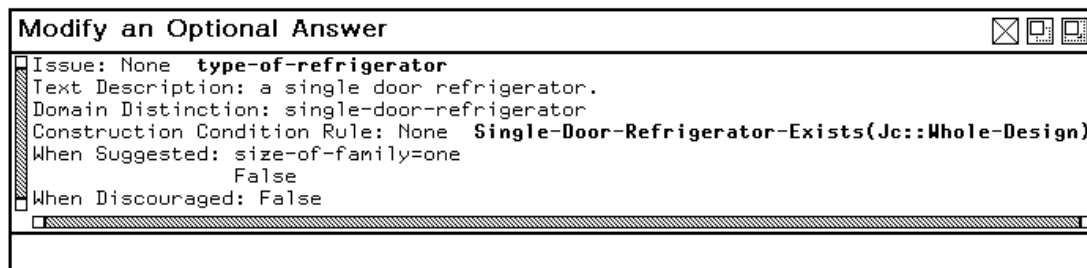 Modify an Optional Answer
Issue: None type-of-refrigerator
Text Description: a single door refrigerator.
Domain Distinction: single-door-refrigerator
Construction Condition Rule: None Single-Door-Refrigerator-Exists(Jc::Whole-Design)
When Suggested: size-of-family=one
False
When Discouraged: False